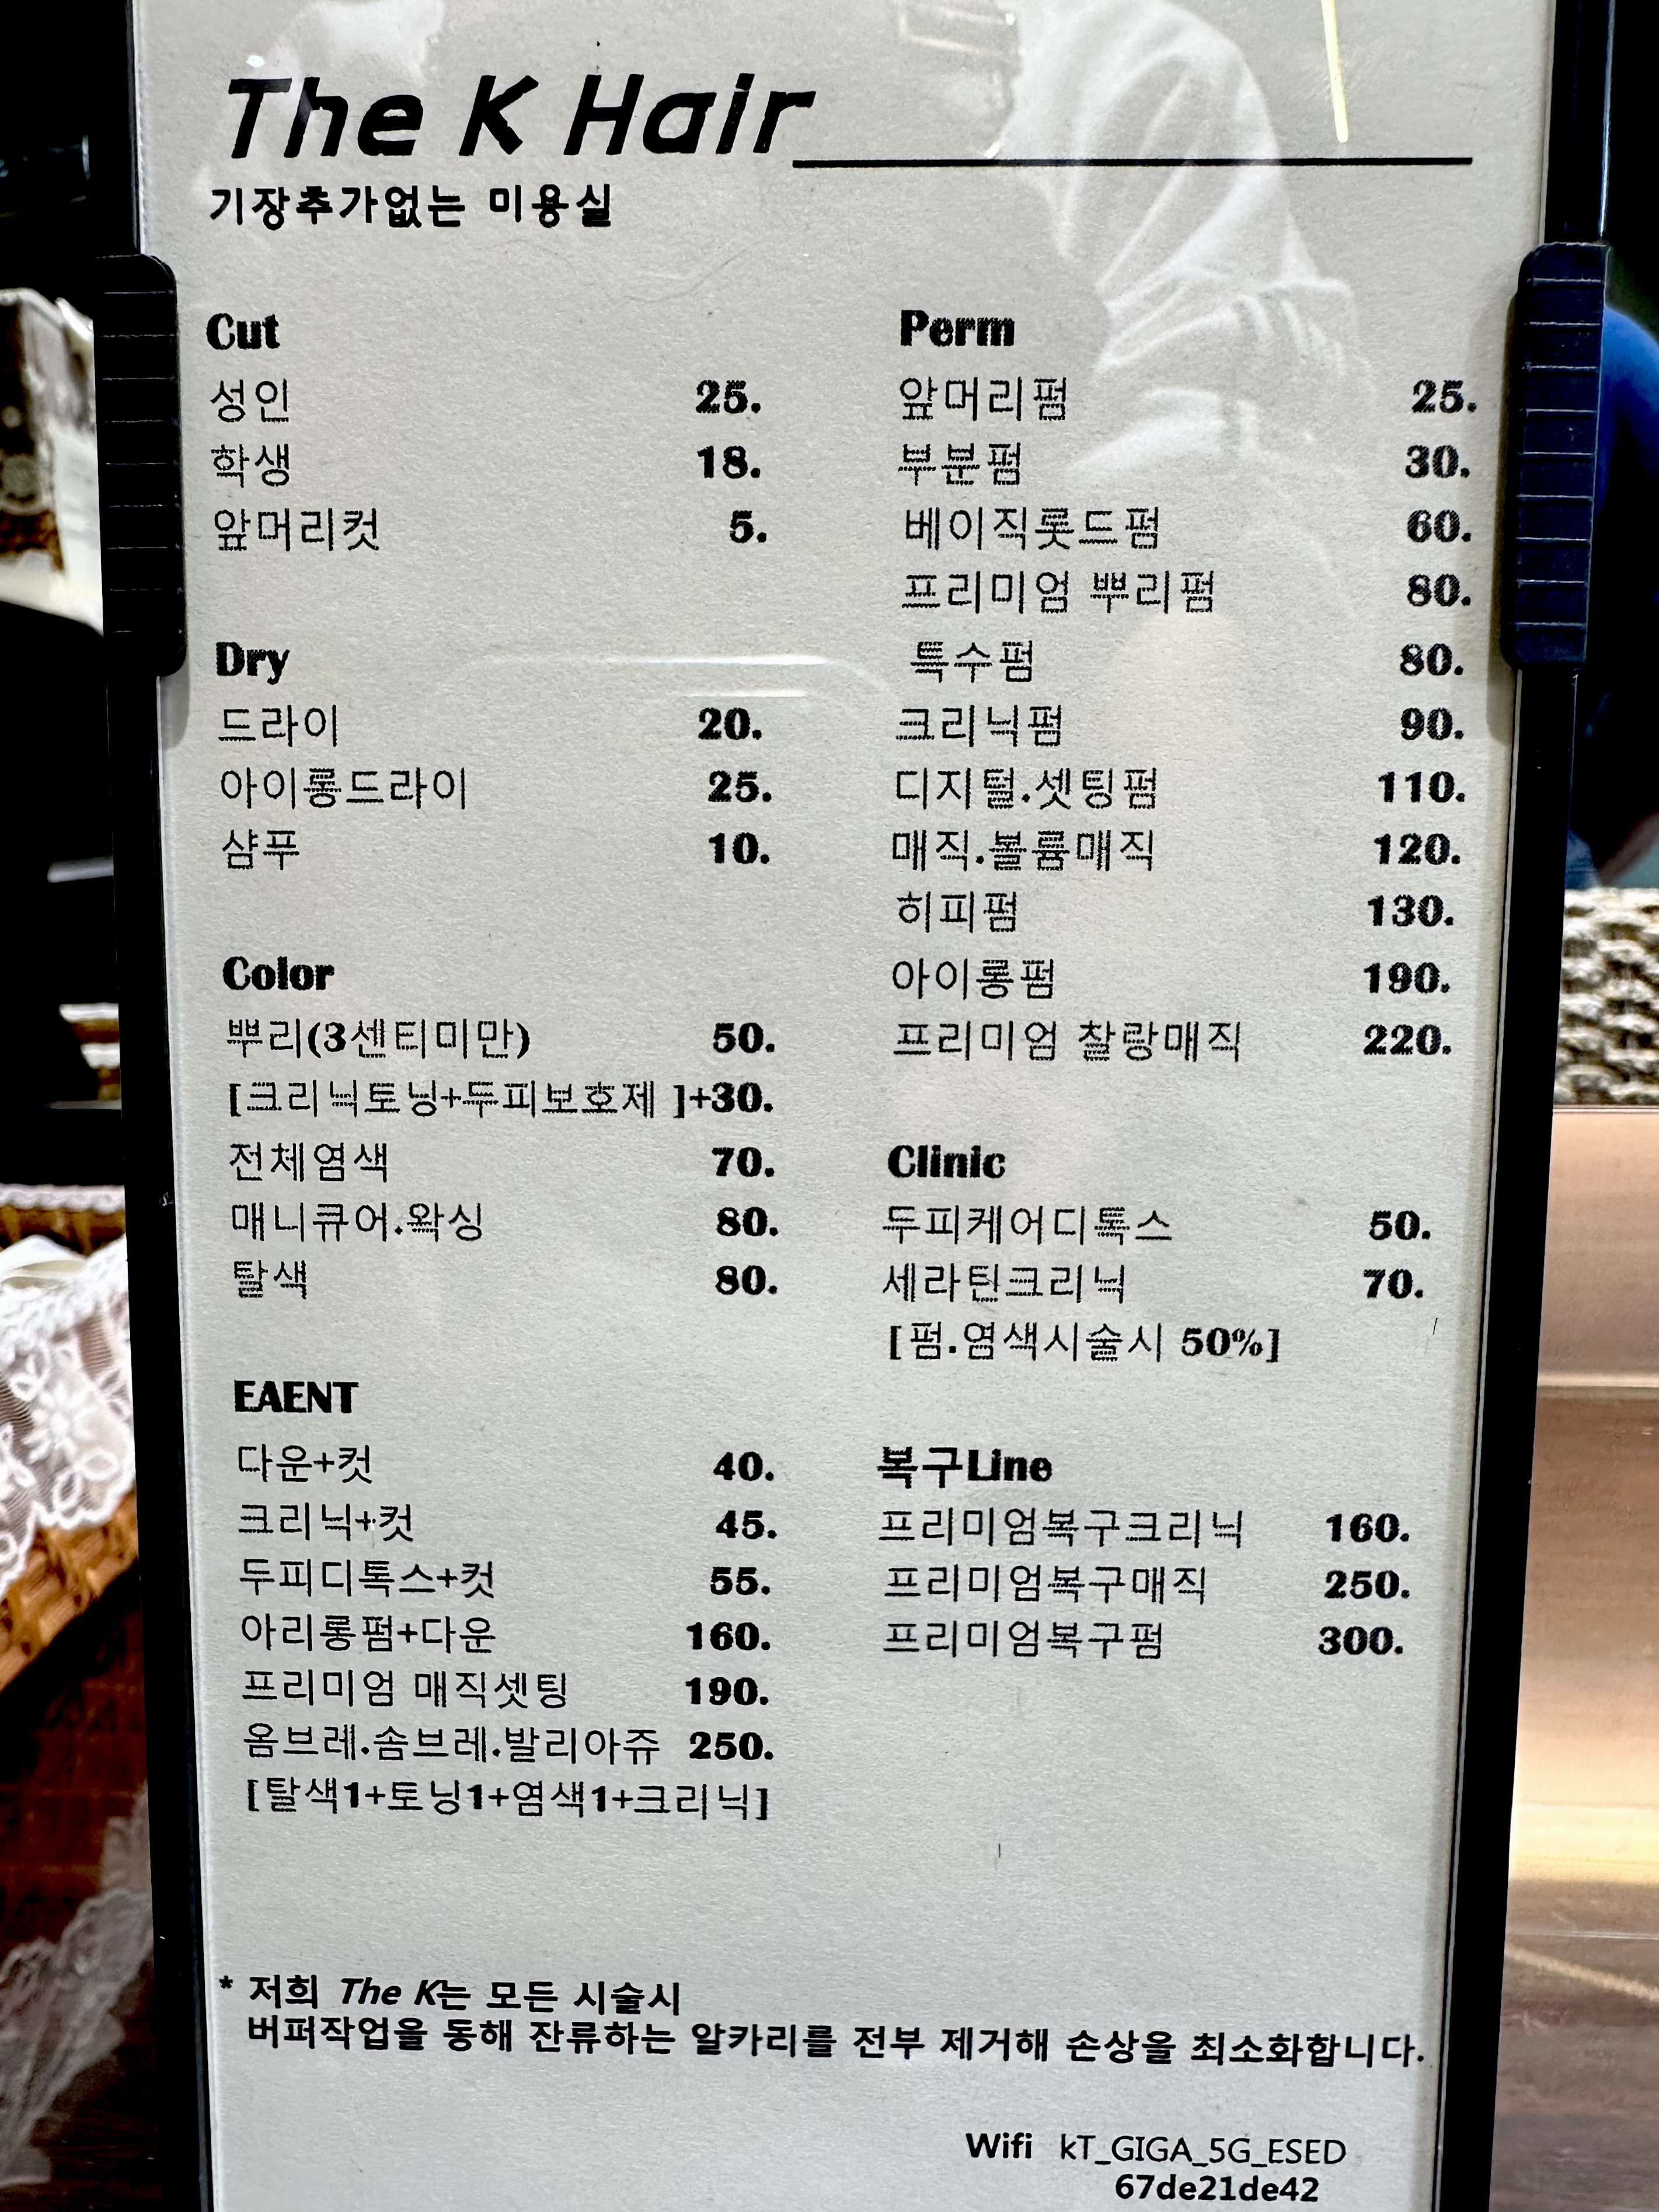 The K Hair
기장추가없는 미용실
Cut
성인 25.
학생 18.
앞머리컷 5.
Dry
드라이 20.
아이롱드라이 25.
샴푸 10.
Color
뿌리(3센티미만) 50.
[크리닉토닝+두피보호제 ]+30.
전체염색 70.
매니큐어.왁싱 80.
탈색 80.
EAENT
다운+컷 40.
크리닉+컷 45.
두피디톡스+컷 55.
아리롱펌+다운 160.
프리미엄 매직셋팅 190.
옴브레.솜브레.발리아쥬 250.
[탈색1+토닝1+염색1+크리닉]
Perm
앞머리펌 25.
부분펌 30.
베이직롯드펌 60.
프리미엄 뿌리펌 80.
특수펌 80.
크리닉펌 90.
디지털.셋팅펌 110.
매직.볼륨매직 120.
히피펌 130.
아이롱펌 190.
프리미엄 찰랑매직 220.
Clinic
두피케어디톡스 50.
세라틴크리닉 70.
[펌.염색시술시 50%]
복구Line
프리미엄복구크리닉 160.
프리미엄복구매직 250.
프리미엄복구펌 300.
* 저희 The K는 모든 시술시
버퍼작업을 통해 잔류하는 알카리를 전부 제거해 손상을 최소화합니다.
Wifi kT_GIGA_5G_ESED
67de21de42